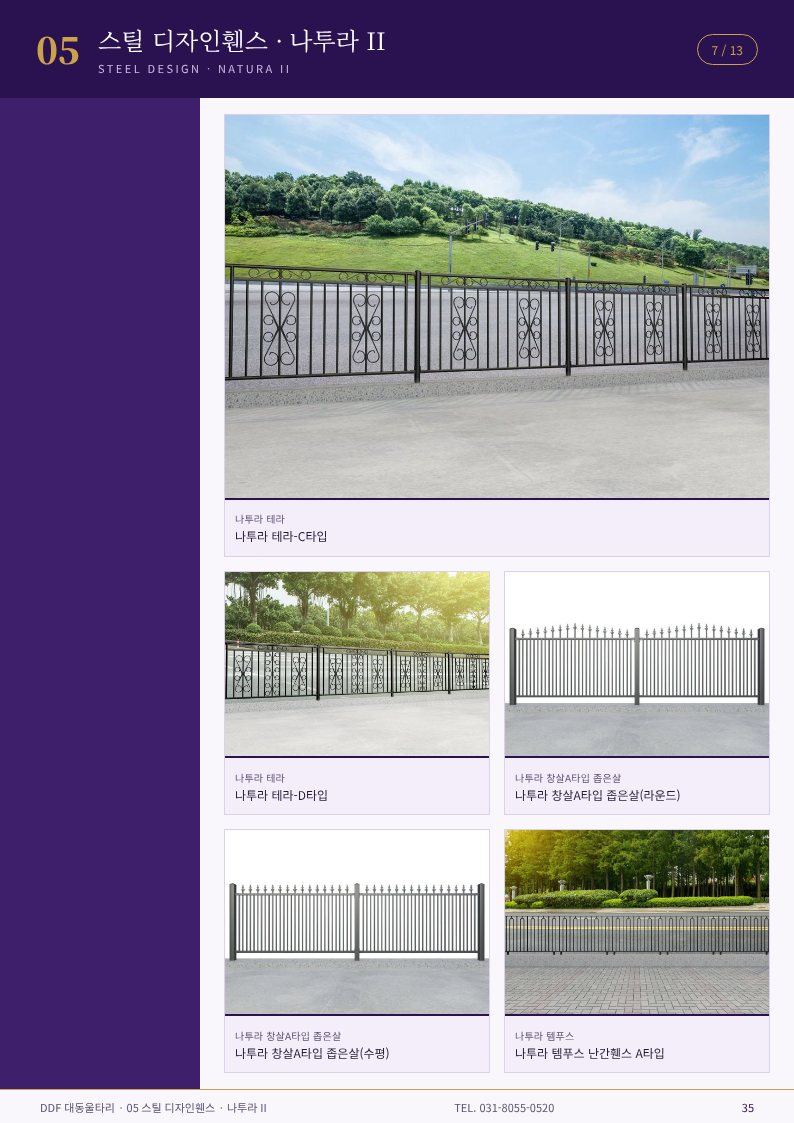 05
스틸 디자인휀스 · 나투라 II
STEEL DESIGN · NATURA II
7 / 13
나투라 테라
나투라 테라-C타입
나투라 테라
나투라 테라-D타입
나투라 창살A타입 좁은살
나투라 창살A타입 좁은살(라운드)
나투라 창살A타입 좁은살
나투라 창살A타입 좁은살(수평)
나투라 템푸스
나투라 템푸스 난간휀스 A타입
DDF 대동울타리 · 05 스틸 디자인휀스 · 나투라 II
TEL. 031-8055-0520
35